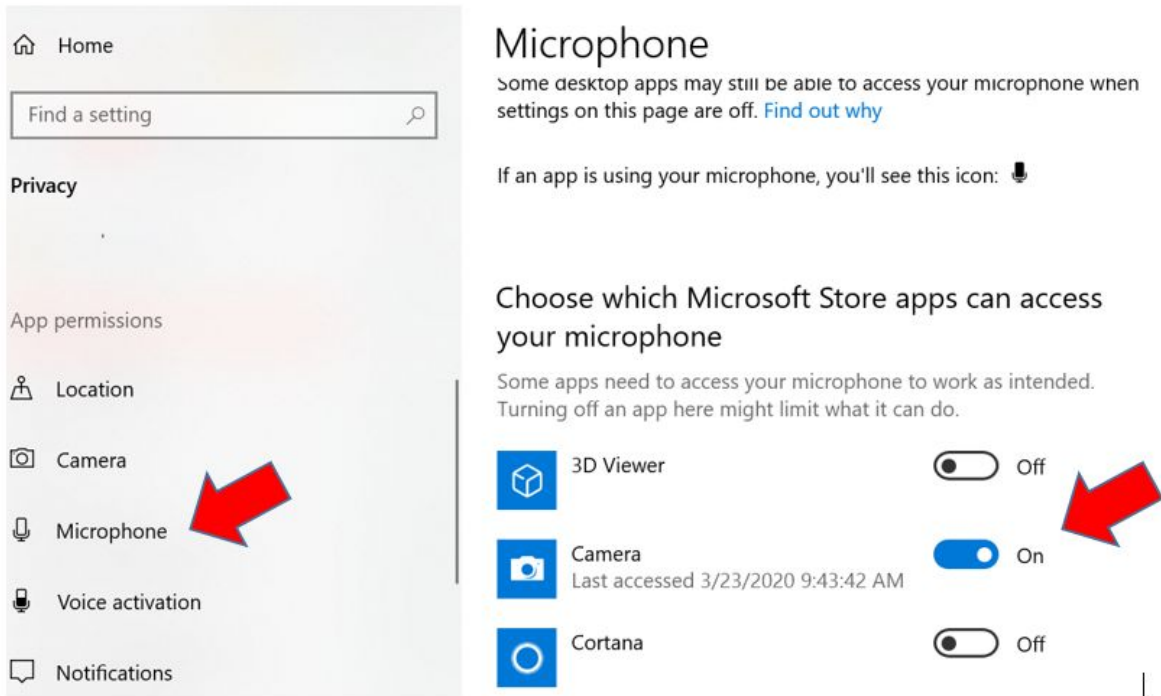 Home
Find a setting
Privacy
App permissions
Location
Camera
Microphone
Voice activation
Notifications
Microphone
Some desktop apps may still be able to access your microphone when
settings on this page are off. Find out why
If an app is using your microphone, you'll see this icon:
Choose which Microsoft Store apps can access
your microphone
Some apps need to access your microphone to work as intended.
Turning off an app here might limit what it can do.
3D Viewer Off
Camera On
Last accessed 3/23/2020 9:43:42 AM
Cortana Off